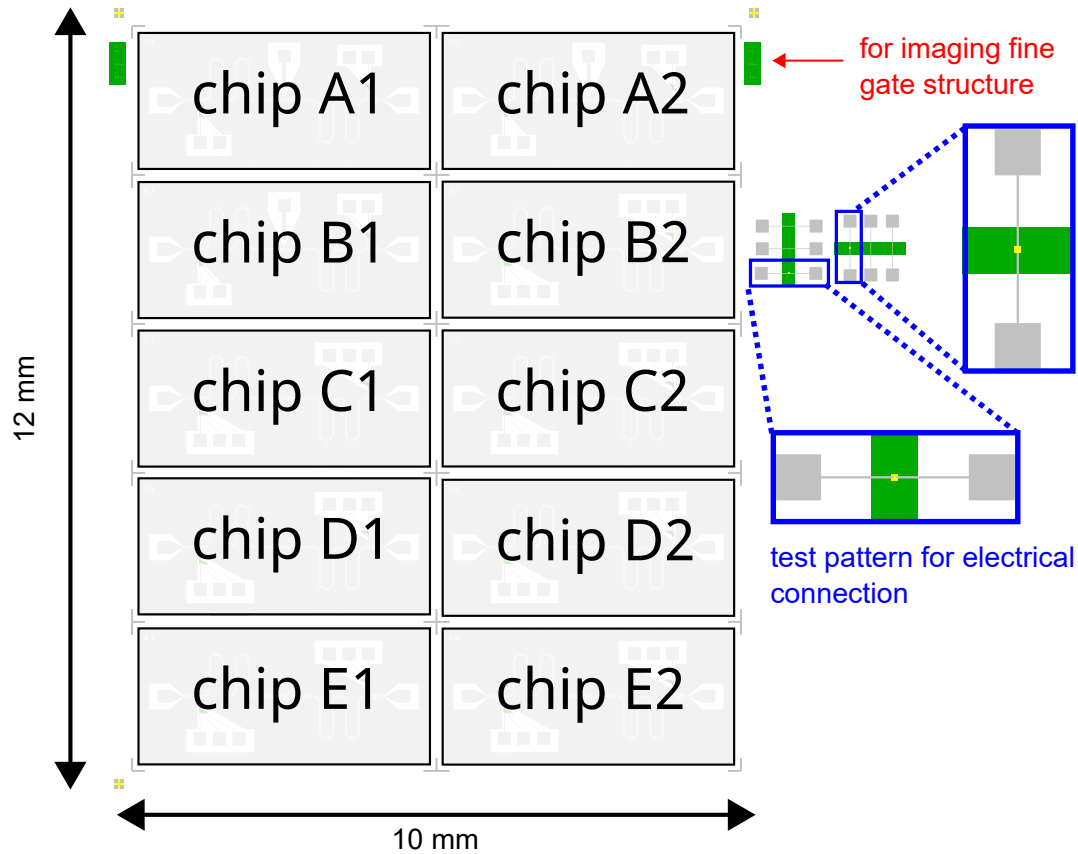 chip A1
chip A2
for imaging fine
gate structure
chip B1
chip B2
chip C1
chip C2
12 mm
chip D1
chip D2
test pattern for electrical
connection
chip E1
chip E2
10 mm